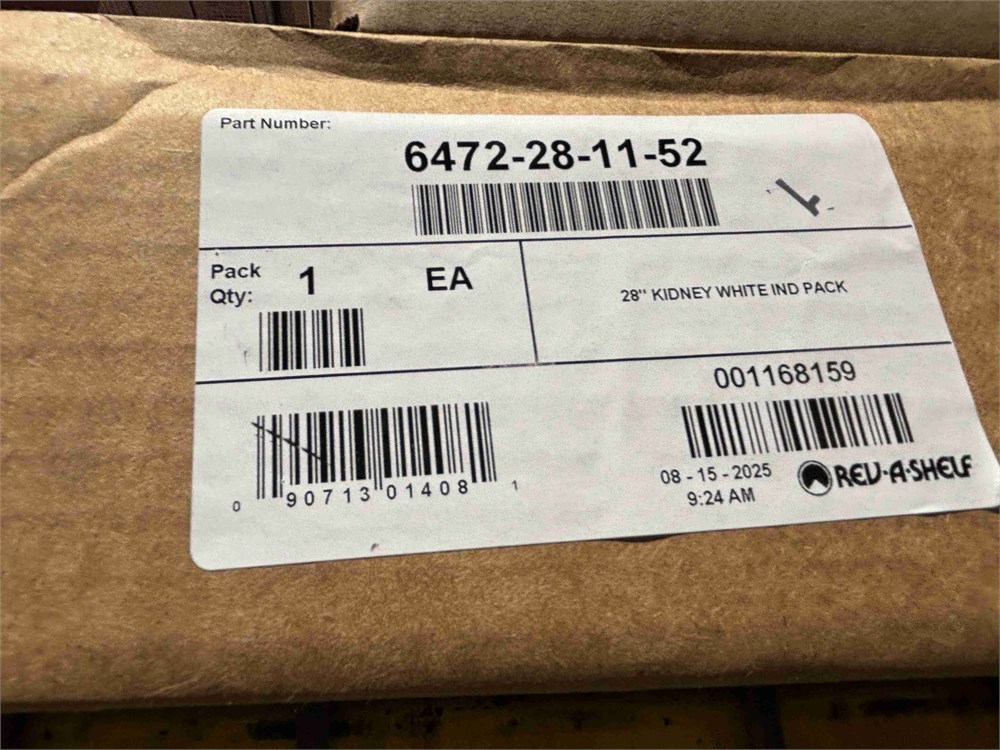 Part Number:
6472-28-11-52
Pack
Qty:
1
EA
28" KIDNEY WHITE IND PACK
0 90713 01408 1
001168159
08 - 15 - 2025
9:24 AM
REV-A-SHELF